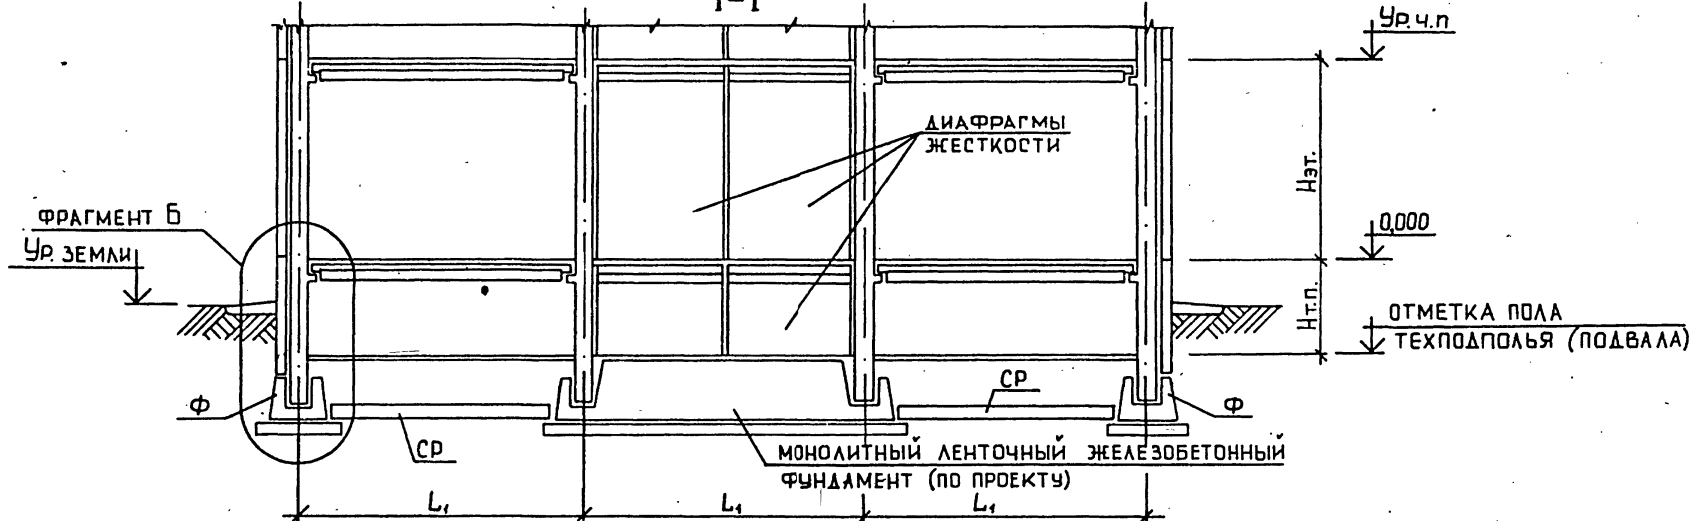 1-1
Ур.ч.п
ДИАФРАГМЫ
ЖЕСТКОСТИ
Нэт.
ФРАГМЕНТ Б
0,000
Ур. ЗЕМЛИ
Нт.п.
ОТМЕТКА ПОЛА
ТЕХПОДПОЛЬЯ (ПОДВАЛА)
СР
Ф
Ф
СР
МОНОЛИТНЫЙ ЛЕНТОЧНЫЙ ЖЕЛЕЗОБЕТОННЫЙ
ФУНДАМЕНТ (ПО ПРОЕКТУ)
L₁
L₁
L₁